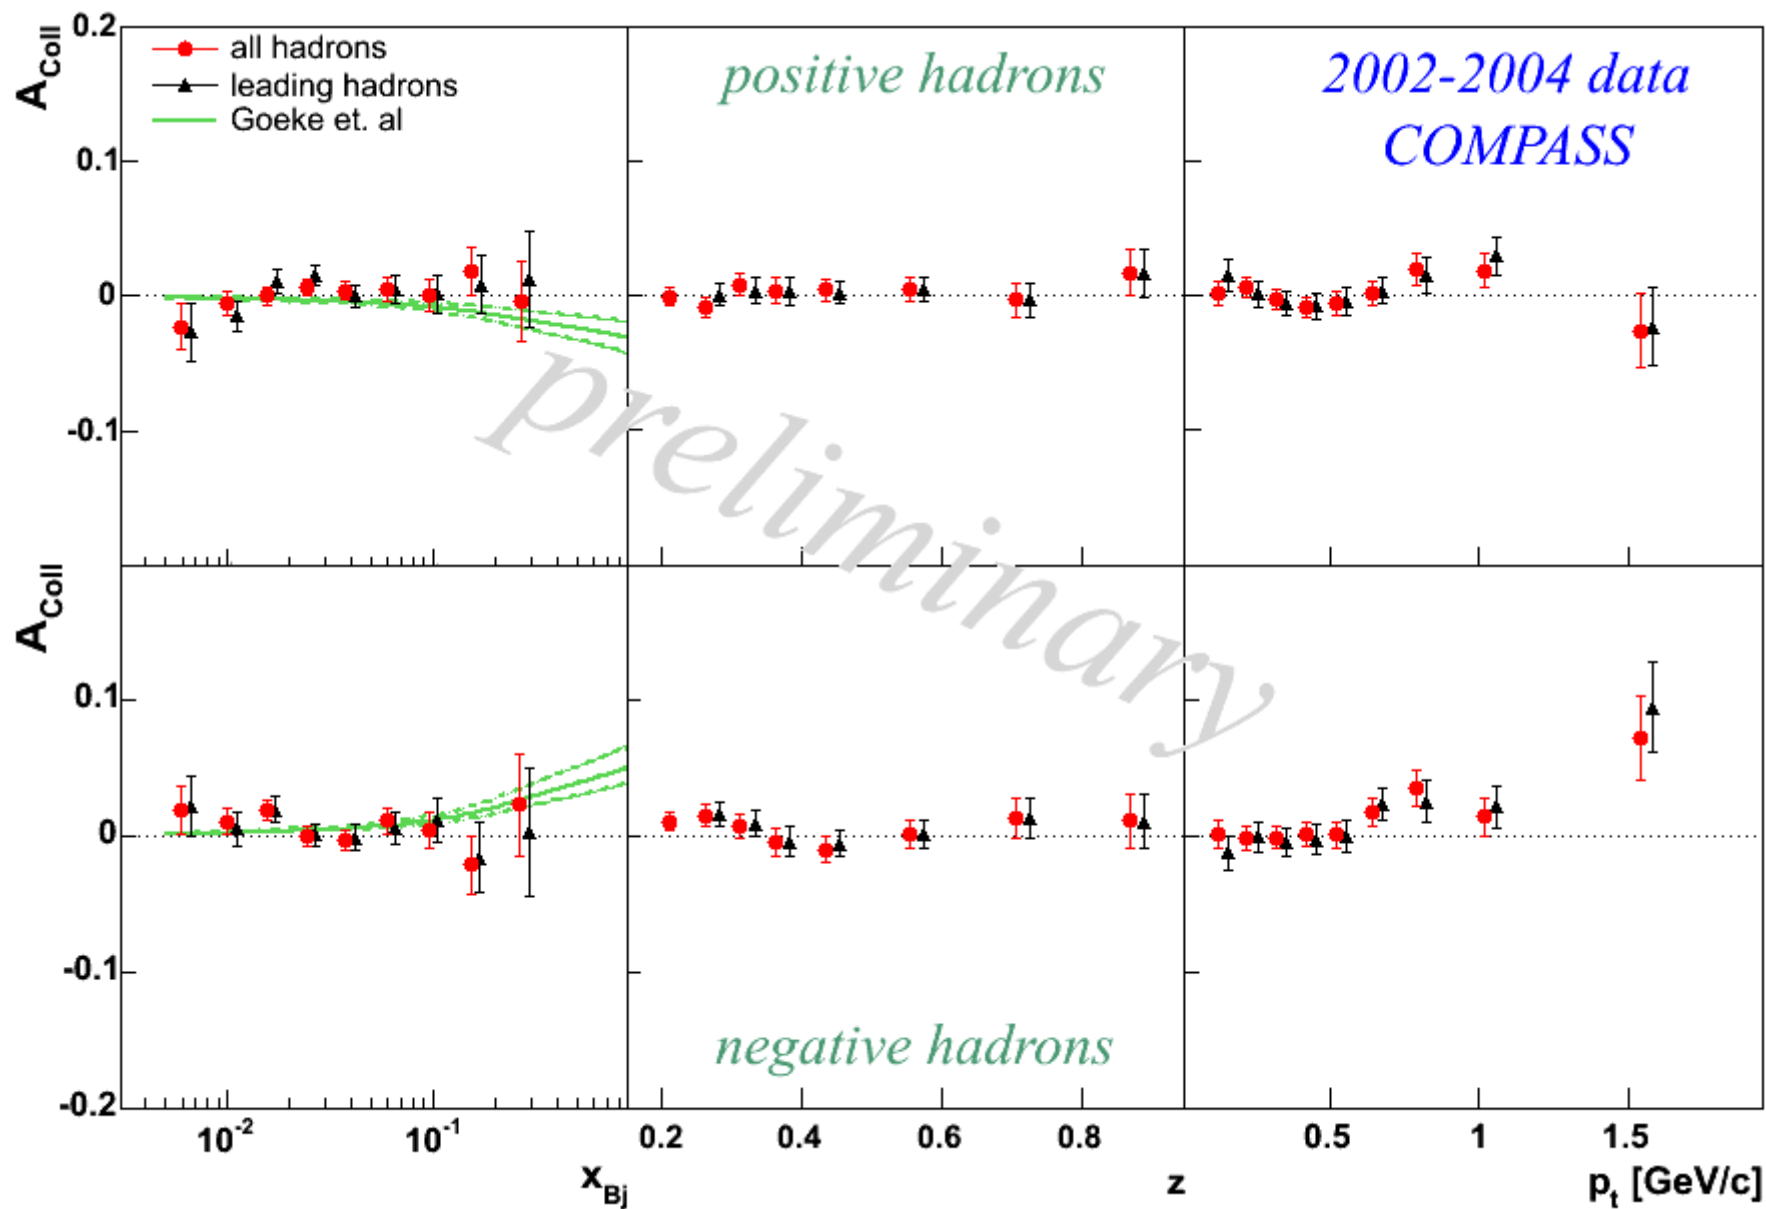 0.2
A_Coll
all hadrons
leading hadrons
Goeke et. al
positive hadrons
2002-2004 data
COMPASS
0.1
0
-0.1
preliminary
A_Coll
0.1
0
-0.1
negative hadrons
-0.2
10^-2 10^-1 0.2 0.4 0.6 0.8 0.5 1 1.5
x_Bj z p_t [GeV/c]